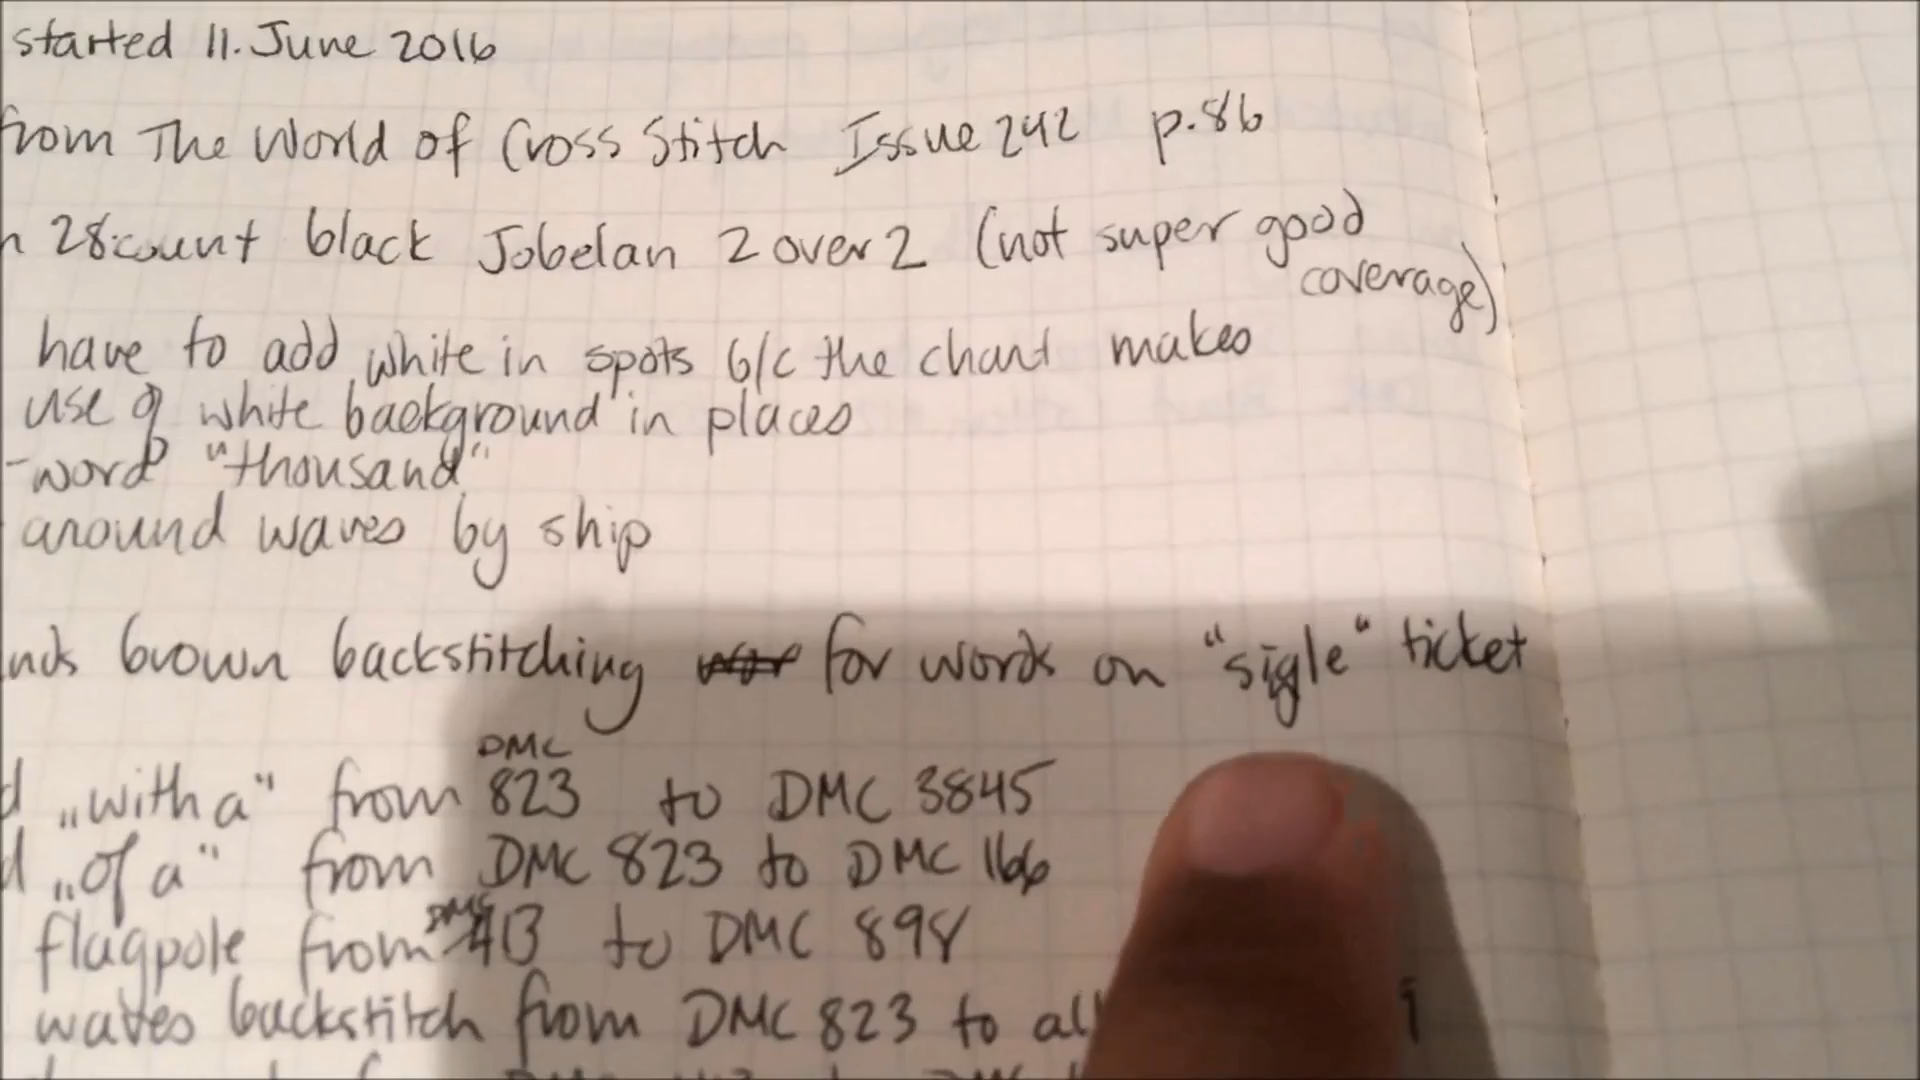 started 11. June 2016
from The World of Cross Stitch Issue 242 p.86
28 count black Jobelan 2 over 2 (not super good
coverage)
have to add white in spots b/c the chart makes
use of white background in places
- word "thousand"
around waves by ship
brown backstitching for words on "sigle" ticket
DMC
„with a" from 823 to DMC 3845
„of a" from DMC 823 to DMC 166
flagpole from DMC 413 to DMC 898
waves backstitch from DMC 823 to